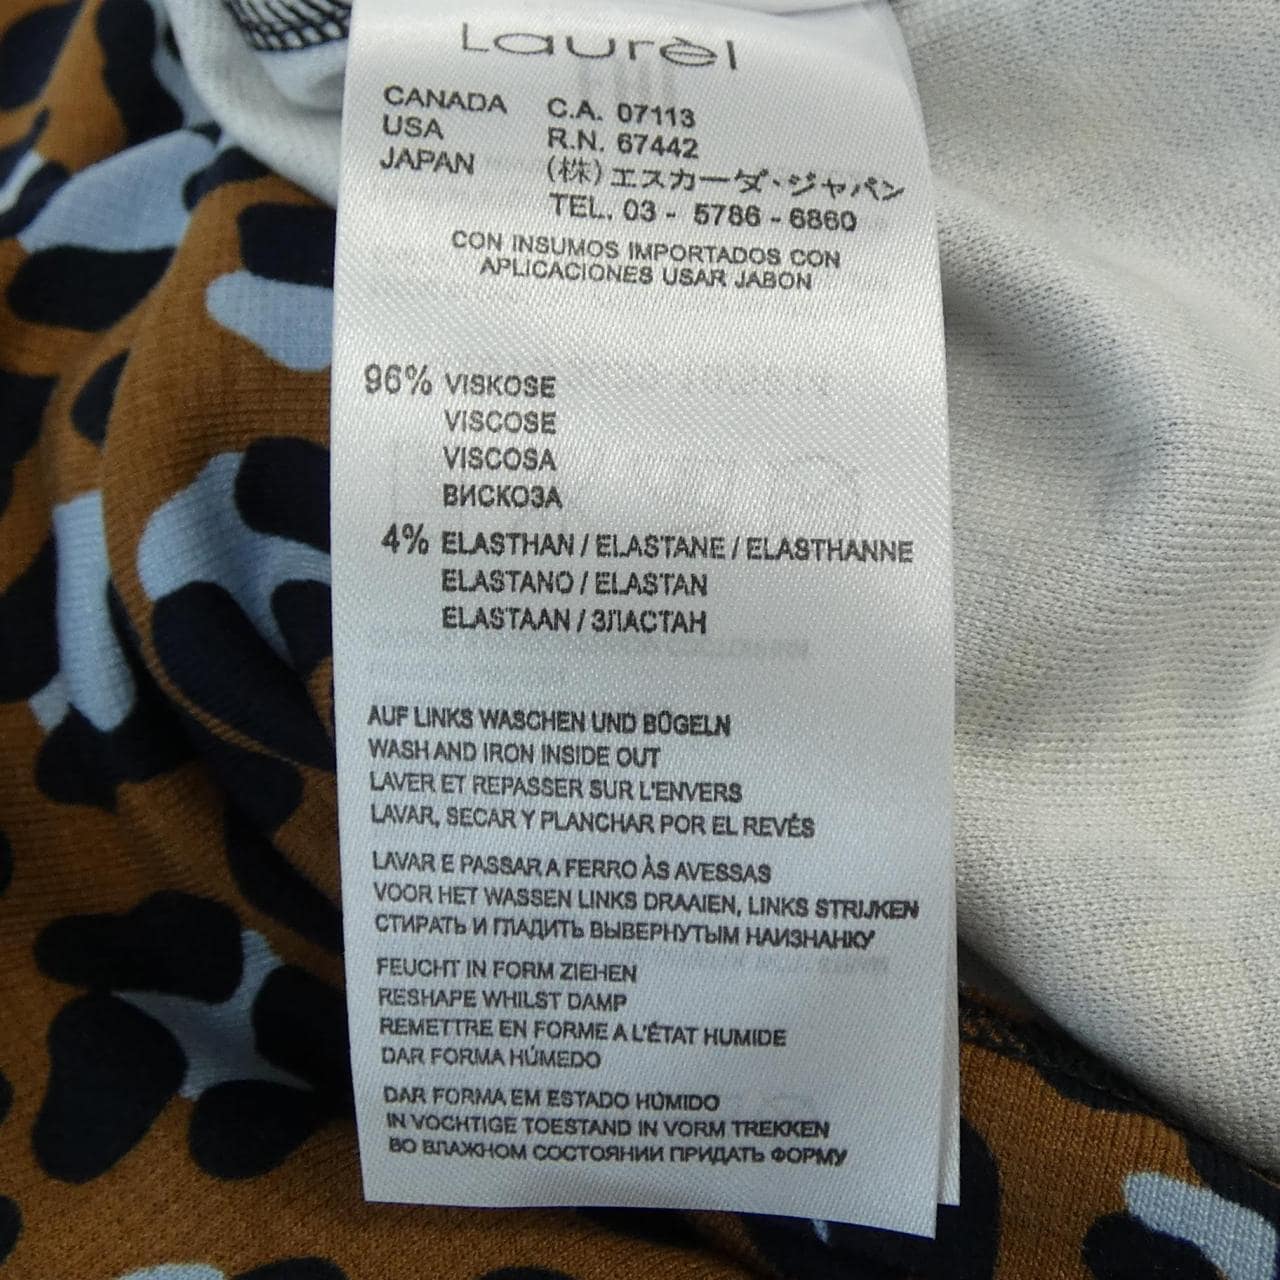 Laurèl
CANADA C.A. 07113
USA R.N. 67442
JAPAN (株)エスカーダ・ジャパン
TEL. 03 - 5786 - 6860
CON INSUMOS IMPORTADOS CON
APLICACIONES USAR JABON
96% VISKOSE
VISCOSE
VISCOSA
ВИСКОЗА
4% ELASTHAN / ELASTANE / ELASTHANNE
ELASTANO / ELASTAN
ELASTAAN / ЗЛАСТАН
AUF LINKS WASCHEN UND BÜGELN
WASH AND IRON INSIDE OUT
LAVER ET REPASSER SUR L'ENVERS
LAVAR, SECAR Y PLANCHAR POR EL REVÉS
LAVAR E PASSAR A FERRO ÀS AVESSAS
VOOR HET WASSEN LINKS DRAAIEN, LINKS STRIJKEN
СТИРАТЬ И ГЛАДИТЬ ВЫВЕРНУТЫМ НАИЗНАНКУ
FEUCHT IN FORM ZIEHEN
RESHAPE WHILST DAMP
REMETTRE EN FORME A L'ÉTAT HUMIDE
DAR FORMA HÚMEDO
DAR FORMA EM ESTADO HÚMIDO
IN VOCHTIGE TOESTAND IN VORM TREKKEN
ВО ВЛАЖНОМ СОСТОЯНИИ ПРИДАТЬ ФОРМУ